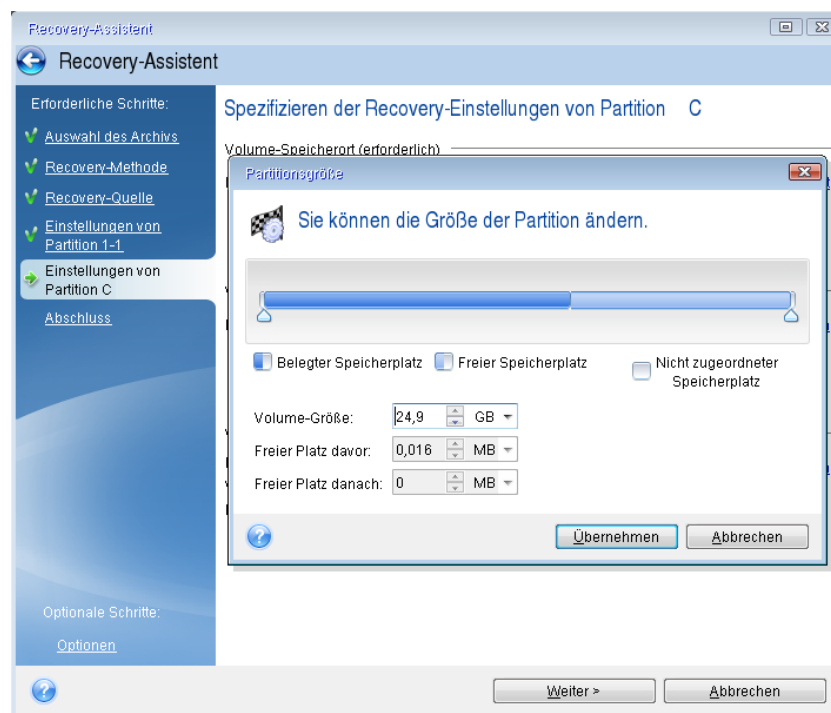 Recovery-Assistent
Recovery-Assistent
Erforderliche Schritte:
Auswahl des Archivs
Recovery-Methode
Recovery-Quelle
Einstellungen von
Partition 1-1
Einstellungen von
Partition C
Abschluss
Optionale Schritte:
Optionen
Spezifizieren der Recovery-Einstellungen von Partition C
Volume-Speicherort (erforderlich)
Partitionsgröße
Sie können die Größe der Partition ändern.
Belegter Speicherplatz Freier Speicherplatz Nicht zugeordneter
Speicherplatz
Volume-Größe: 24,9 GB
Freier Platz davor: 0,016 MB
Freier Platz danach: 0 MB
Übernehmen Abbrechen
Weiter > Abbrechen